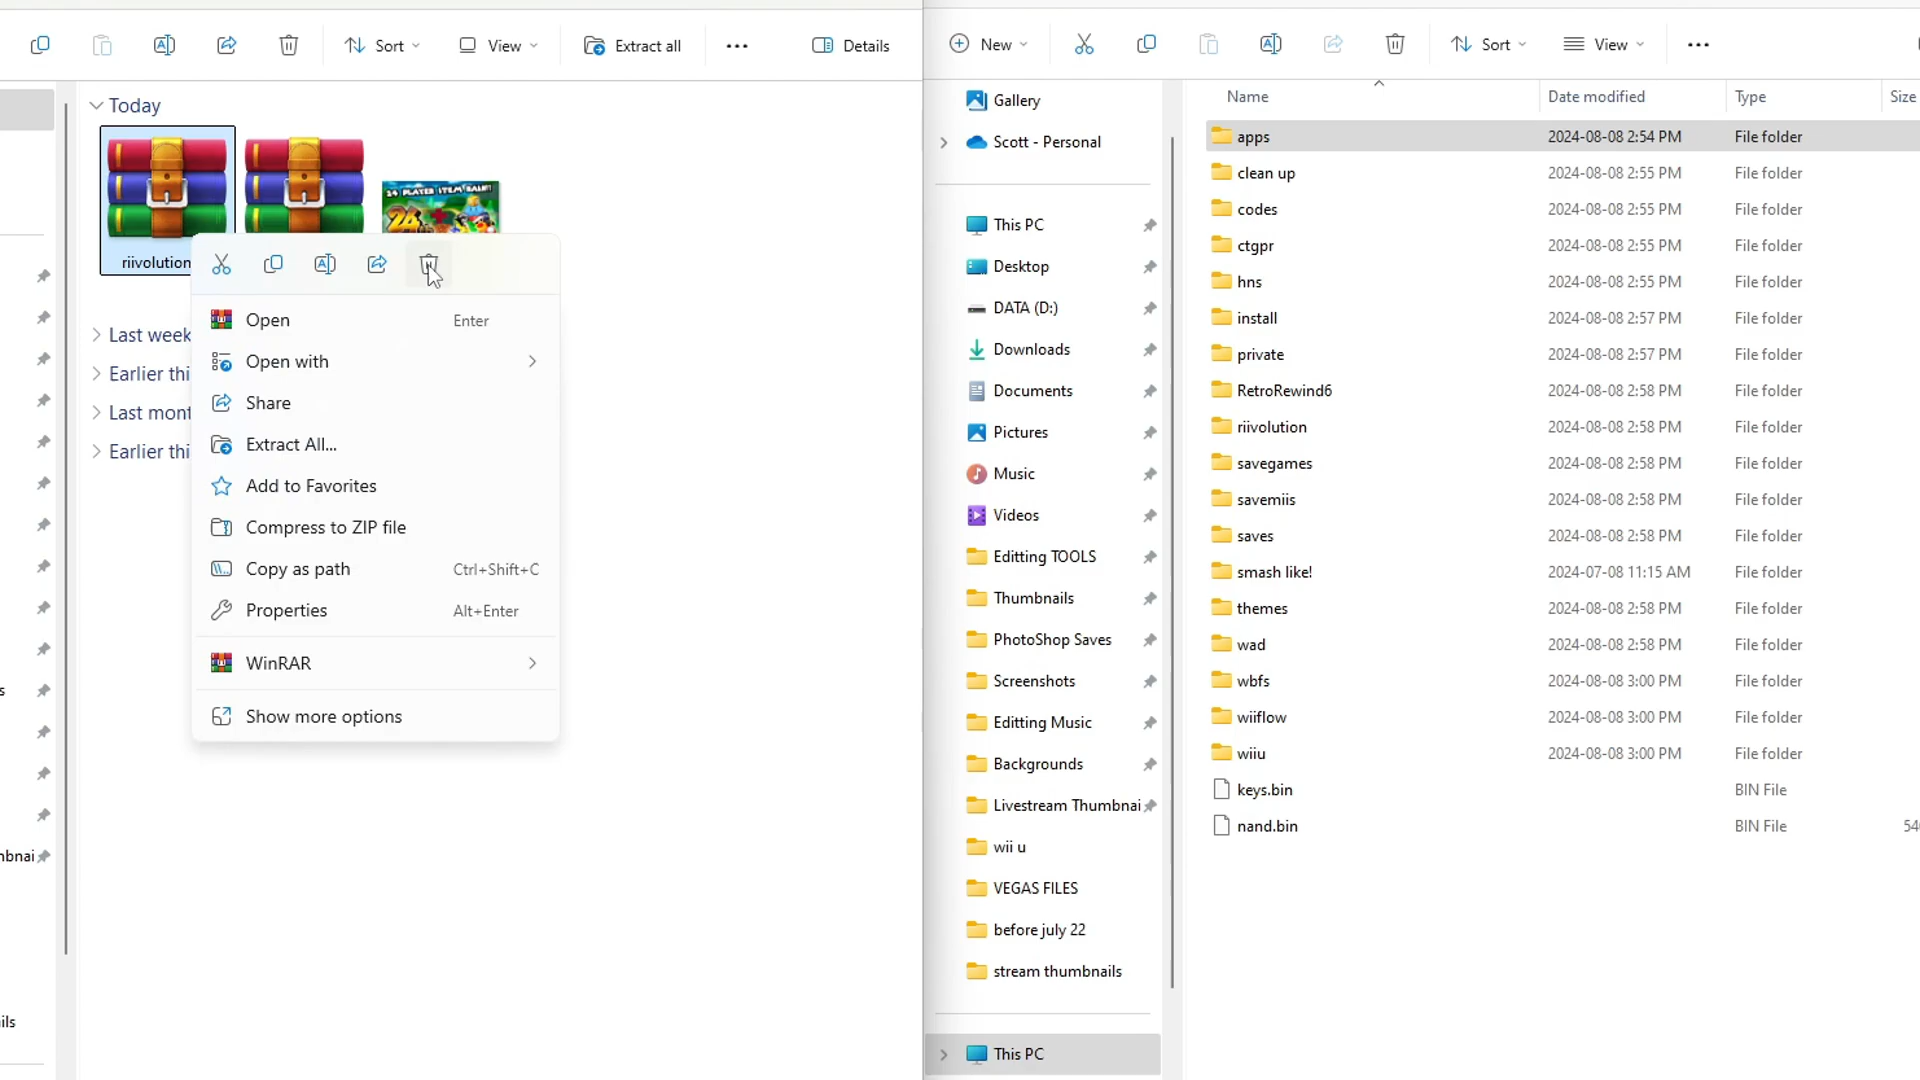 Sort
View
Extract all
Details
Today
24 PLAYER ITEM RAIN!!
24
riivolution
Open
Enter
Last week
Open with
Earlier thi
Share
Last mont
Extract All...
Earlier thi
Add to Favorites
Compress to ZIP file
Copy as path
Ctrl+Shift+C
Properties
Alt+Enter
WinRAR
Show more options
s
nbnai
ils
New
Sort
View
Gallery
Scott - Personal
This PC
Desktop
DATA (D:)
Downloads
Documents
Pictures
Music
Videos
Editting TOOLS
Thumbnails
PhotoShop Saves
Screenshots
Editting Music
Backgrounds
Livestream Thumbnai
wii u
VEGAS FILES
before july 22
stream thumbnails
This PC
Name Date modified Type Size
apps 2024-08-08 2:54 PM File folder
clean up 2024-08-08 2:55 PM File folder
codes 2024-08-08 2:55 PM File folder
ctgpr 2024-08-08 2:55 PM File folder
hns 2024-08-08 2:55 PM File folder
install 2024-08-08 2:57 PM File folder
private 2024-08-08 2:57 PM File folder
RetroRewind6 2024-08-08 2:58 PM File folder
riivolution 2024-08-08 2:58 PM File folder
savegames 2024-08-08 2:58 PM File folder
savemiis 2024-08-08 2:58 PM File folder
saves 2024-08-08 2:58 PM File folder
smash like! 2024-07-08 11:15 AM File folder
themes 2024-08-08 2:58 PM File folder
wad 2024-08-08 2:58 PM File folder
wbfs 2024-08-08 3:00 PM File folder
wiiflow 2024-08-08 3:00 PM File folder
wiiu 2024-08-08 3:00 PM File folder
keys.bin BIN File
nand.bin BIN File 540